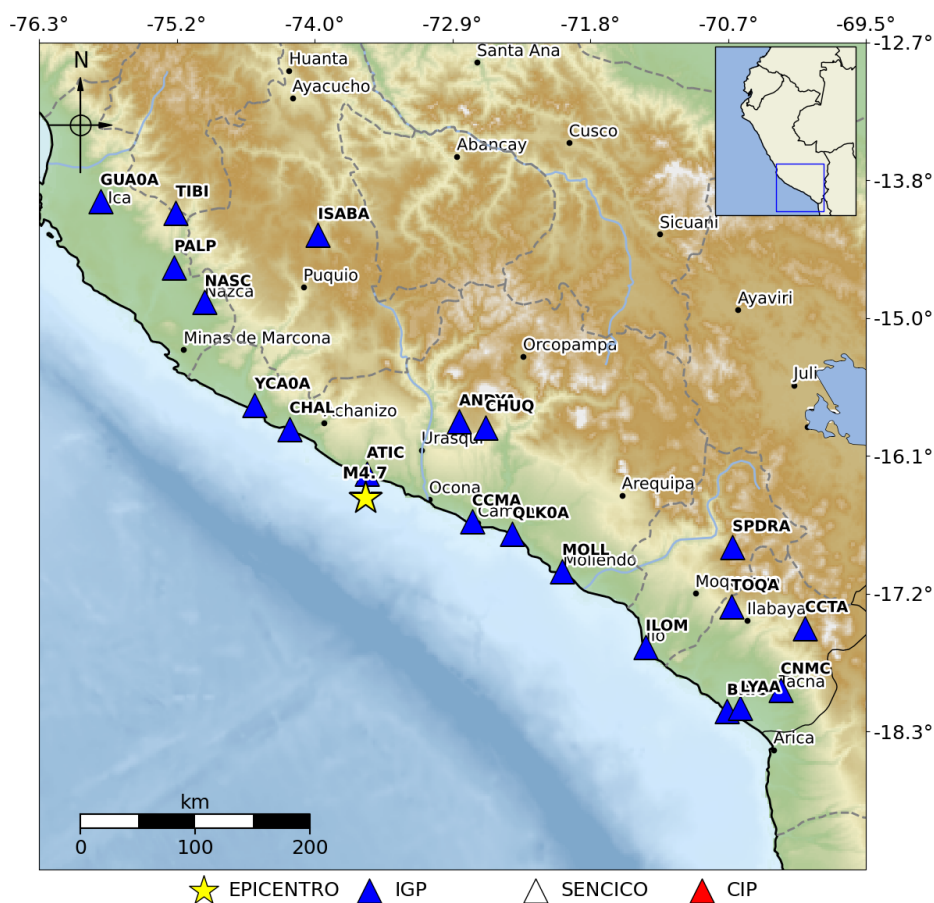 -76.3 -75.2 -74.0 -72.9 -71.8 -70.7 -69.5
-12.7°
-13.8°
-15.0°
-16.1°
-17.2°
-18.3°
N
Santa Ana
Huanta
Ayacucho
Cusco
Abancay
GUA0A
Ica
TIBI
ISABA
Sicuani
PALP
NASC
Nazca
Puquio
Ayaviri
Minas de Marcona
Orcopampa
Juli
YCA0A
CHAL
Achanizo
CHUQ
Urasqui
ATIC
M4.7
Ocona
Arequipa
CCMA
QLK0A
SPDRA
MOLL
Mollendo
TOQA
Ilabaya
CCTA
ILOM
Ilo
CNMC
Tacna
LYAA
Arica
km
0 100 200
EPICENTRO IGP SENCICO CIP